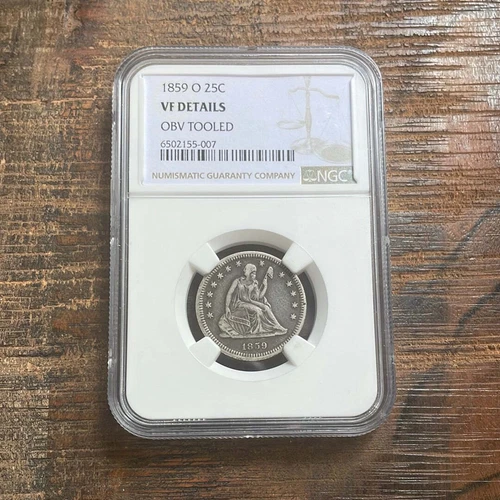 1859 O 25C
VF DETAILS
OBV TOOLED
6502155-007
NUMISMATIC GUARANTY COMPANY NGC
1859